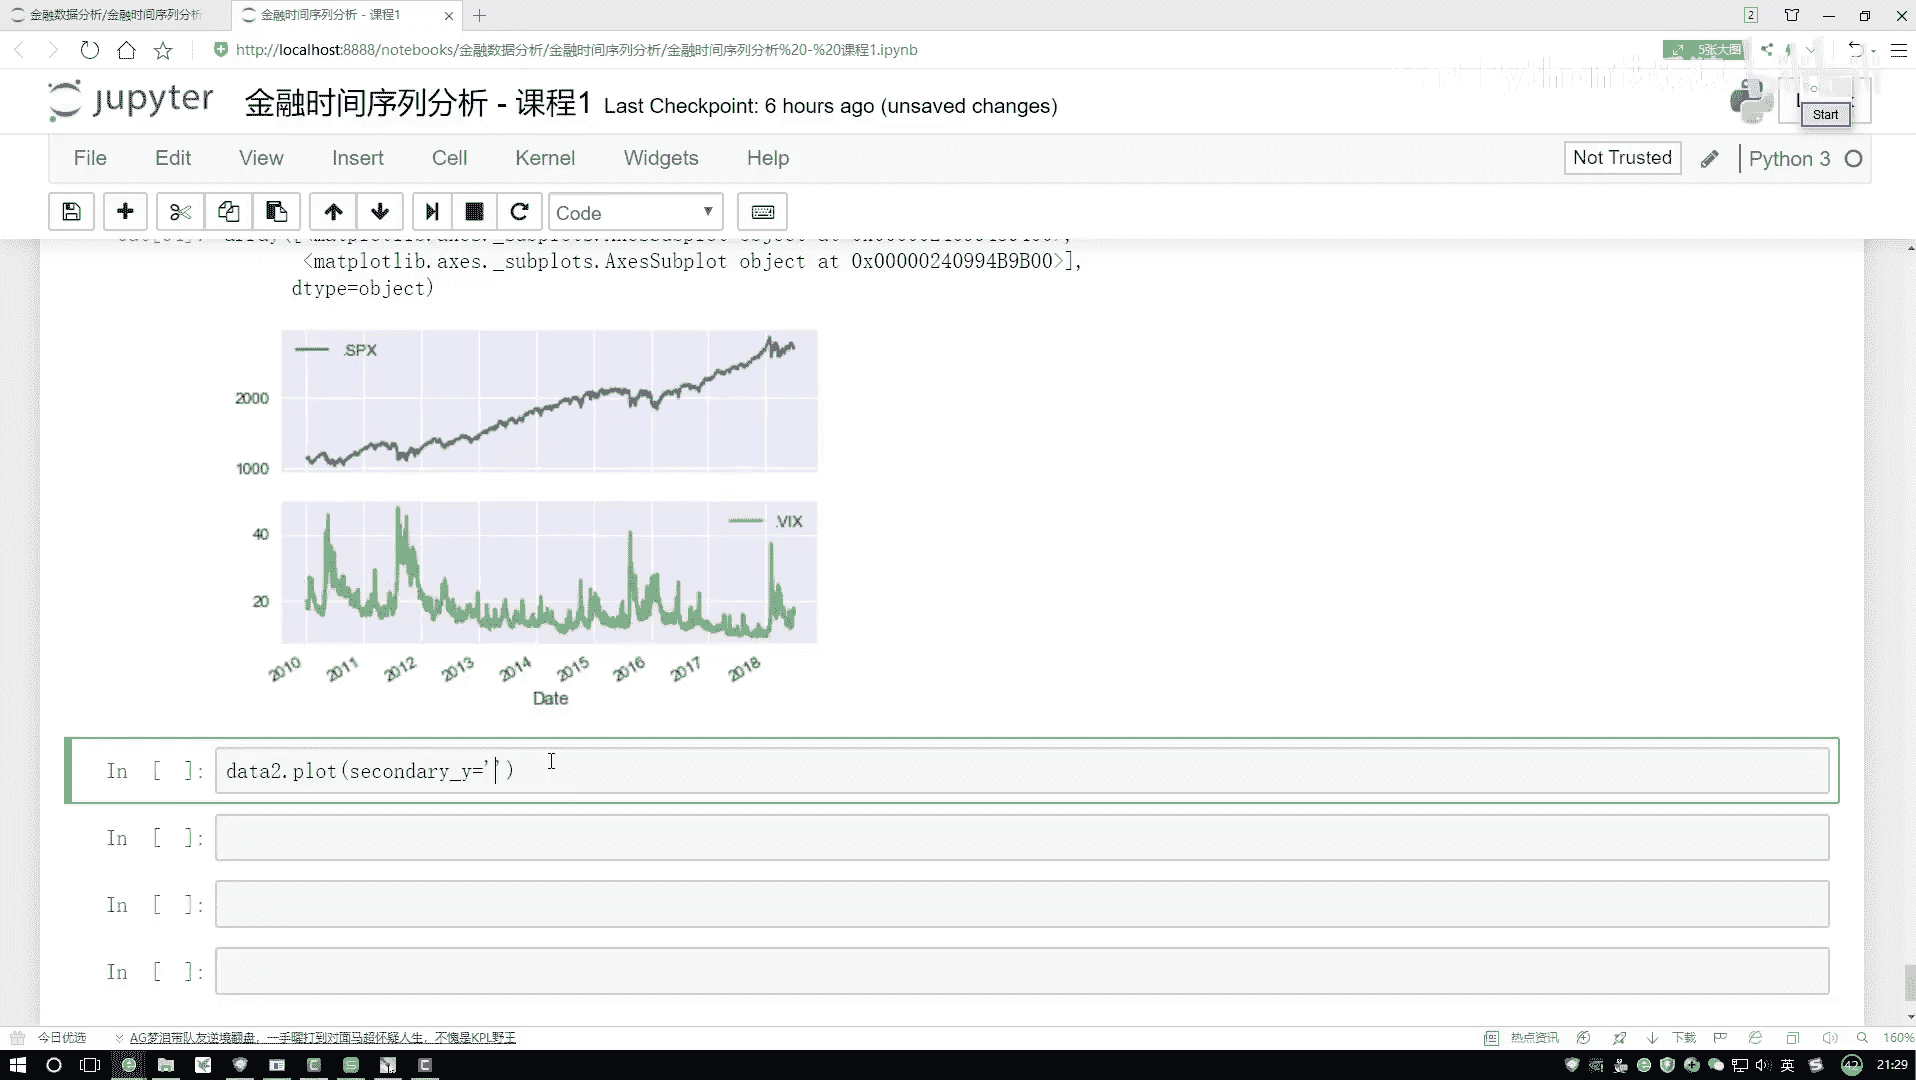 金融数据分析/金融时间序列分析
金融时间序列分析 - 课程1
2
http://localhost:8888/notebooks/金融数据分析/金融时间序列分析/金融时间序列分析%20-%20课程1.ipynb
5张大图
jupyter 金融时间序列分析 - 课程1 Last Checkpoint: 6 hours ago (unsaved changes)
Start
File Edit View Insert Cell Kernel Widgets Help
Not Trusted
Python 3
Code
<matplotlib.axes._subplots.AxesSubplot object at 0x00000240994B9B00>],
dtype=object)
.SPX
2000
1000
.VIX
40
20
2010 2011 2012 2013 2014 2015 2016 2017 2018
Date
In [ ]: data2.plot(secondary_y='')
In [ ]:
In [ ]:
In [ ]:
今日优选
AG梦泪带队友逆境翻盘，一手曜打到对面马超怀疑人生，不愧是KPL野王
热点资讯
下载
160%
英
42
21:29